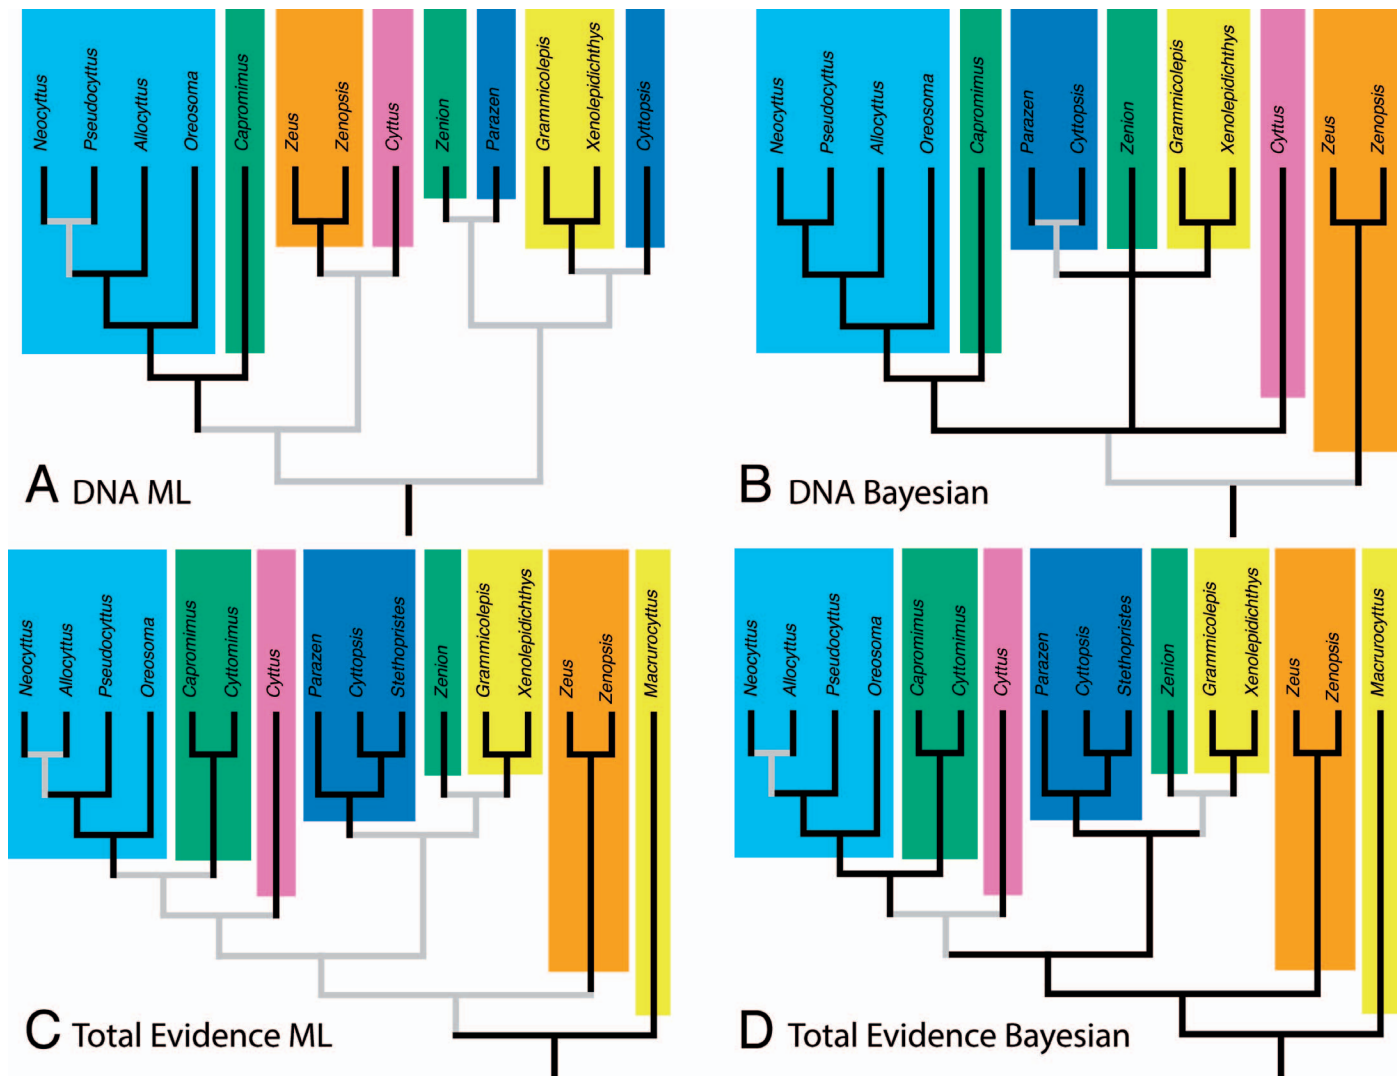 Neocyttus
Pseudocyttus
Allocyttus
Oreosoma
Capromimus
Zeus
Zenopsis
Cyttus
Zenion
Parazen
Grammicolepis
Xenolepidichthys
Cyttopsis
A DNA ML
Neocyttus
Pseudocyttus
Allocyttus
Oreosoma
Capromimus
Parazen
Cyttopsis
Zenion
Grammicolepis
Xenolepidichthys
Cyttus
Zeus
Zenopsis
B DNA Bayesian
Neocyttus
Allocyttus
Pseudocyttus
Oreosoma
Capromimus
Cyttomimus
Cyttus
Parazen
Cyttopsis
Stethopristes
Zenion
Grammicolepis
Xenolepidichthys
Zeus
Zenopsis
Macrurocyttus
C Total Evidence ML
Neocyttus
Allocyttus
Pseudocyttus
Oreosoma
Capromimus
Cyttomimus
Cyttus
Parazen
Cyttopsis
Stethopristes
Zenion
Grammicolepis
Xenolepidichthys
Zeus
Zenopsis
Macrurocyttus
D Total Evidence Bayesian